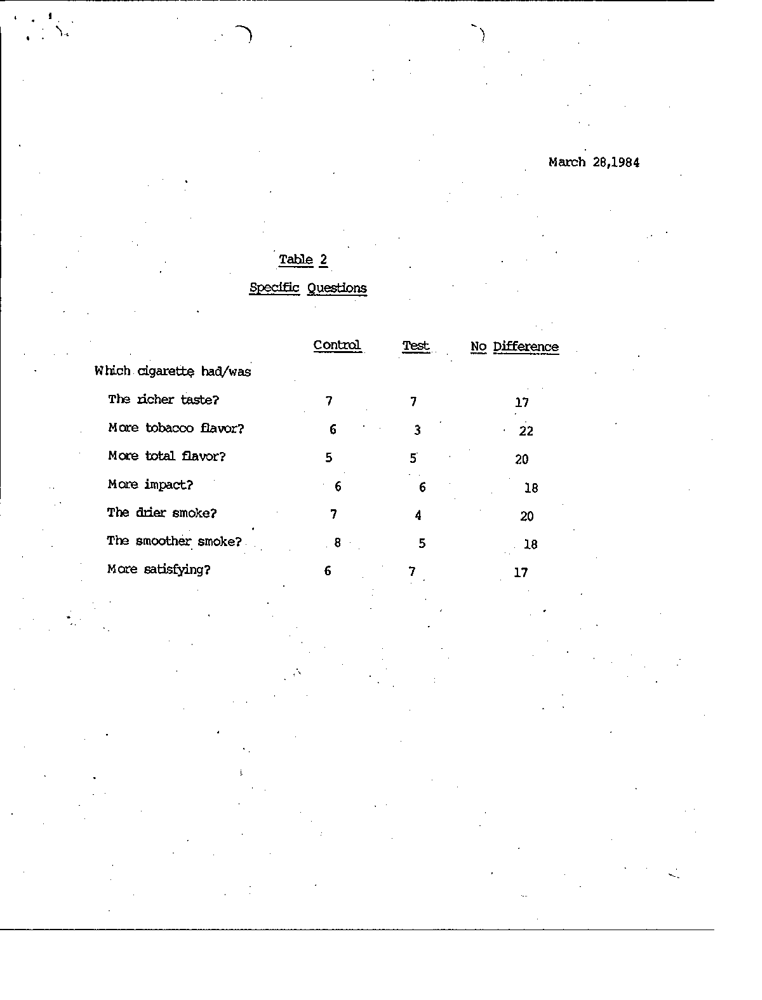 March 28,1984
Table 2
Specific Questions
Control Test No Difference
Which cigarette had/was
The richer taste? 7 7 17
More tobacco flavor? 6 3 22
More total flavor? 5 5 20
More impact? 6 6 18
The drier smoke? 7 4 20
The smoother smoke? 8 5 18
More satisfying? 6 7 17